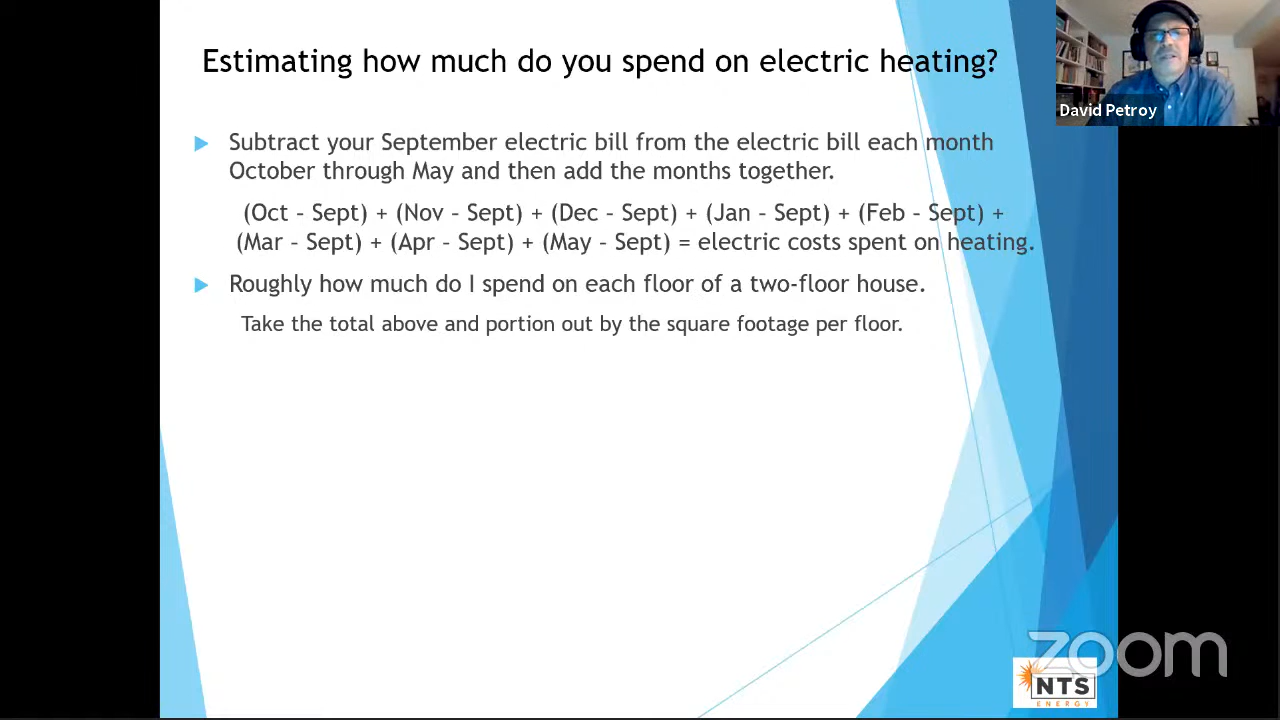 Estimating how much do you spend on electric heating?
David Petroy
Subtract your September electric bill from the electric bill each month
October through May and then add the months together.
(Oct – Sept) + (Nov – Sept) + (Dec – Sept) + (Jan – Sept) + (Feb – Sept) +
(Mar – Sept) + (Apr – Sept) + (May – Sept) = electric costs spent on heating.
Roughly how much do I spend on each floor of a two-floor house.
Take the total above and portion out by the square footage per floor.
zoom
NTS
ENERGY